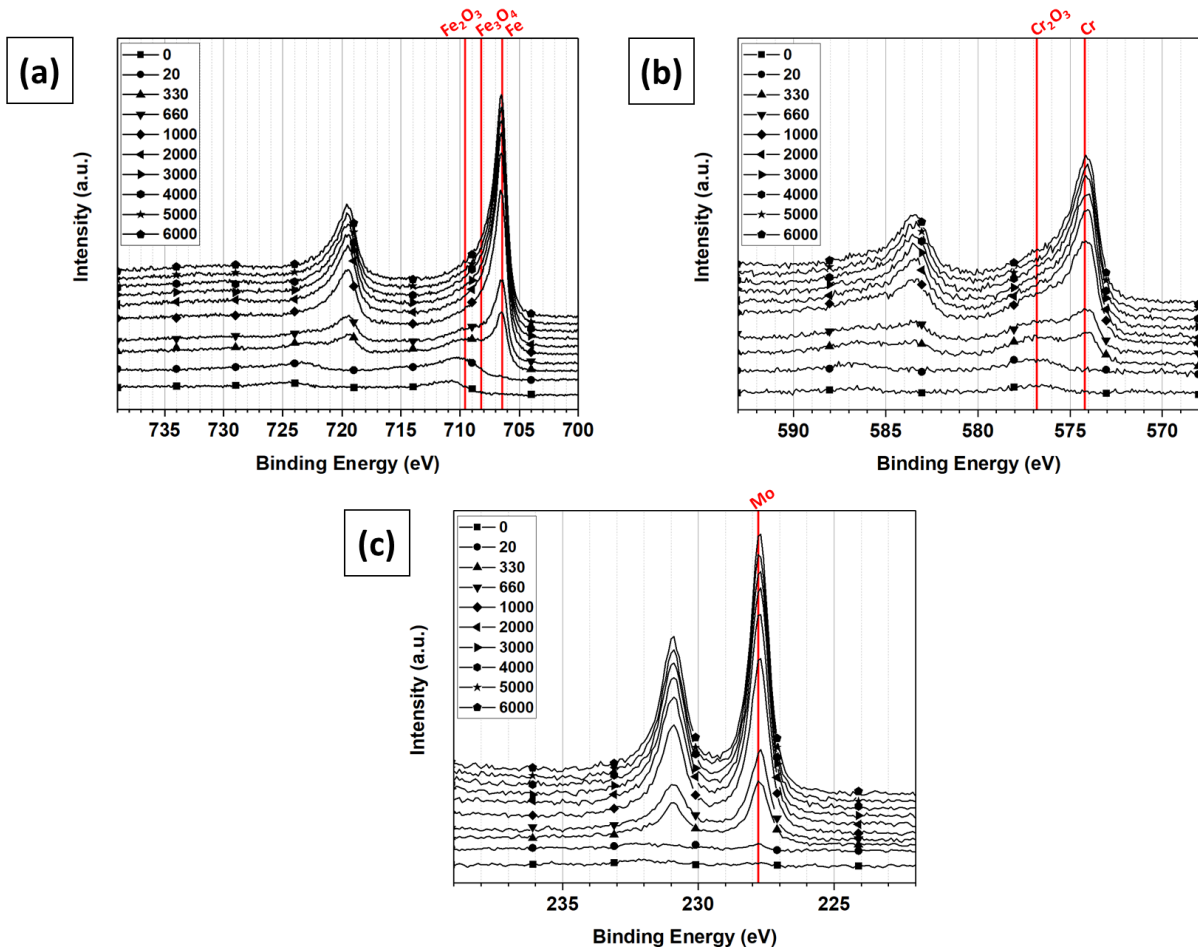 Fe₂O₃ Fe₃O₄ Fe
(a)
0
20
330
660
1000
2000
3000
4000
5000
6000
Intensity (a.u.)
735 730 725 720 715 710 705 700
Binding Energy (eV)
Cr₂O₃ Cr
(b)
0
20
330
660
1000
2000
3000
4000
5000
6000
Intensity (a.u.)
590 585 580 575 570
Binding Energy (eV)
Mo
(c)
0
20
330
660
1000
2000
3000
4000
5000
6000
Intensity (a.u.)
235 230 225
Binding Energy (eV)